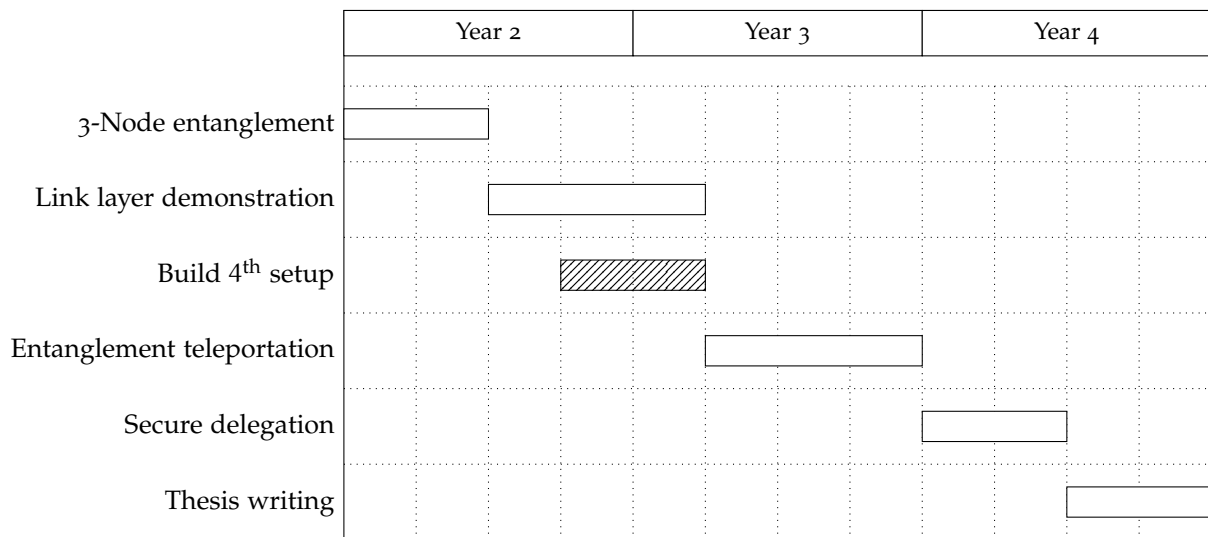 Year 2 Year 3 Year 4
3-Node entanglement
Link layer demonstration
Build 4th setup
Entanglement teleportation
Secure delegation
Thesis writing